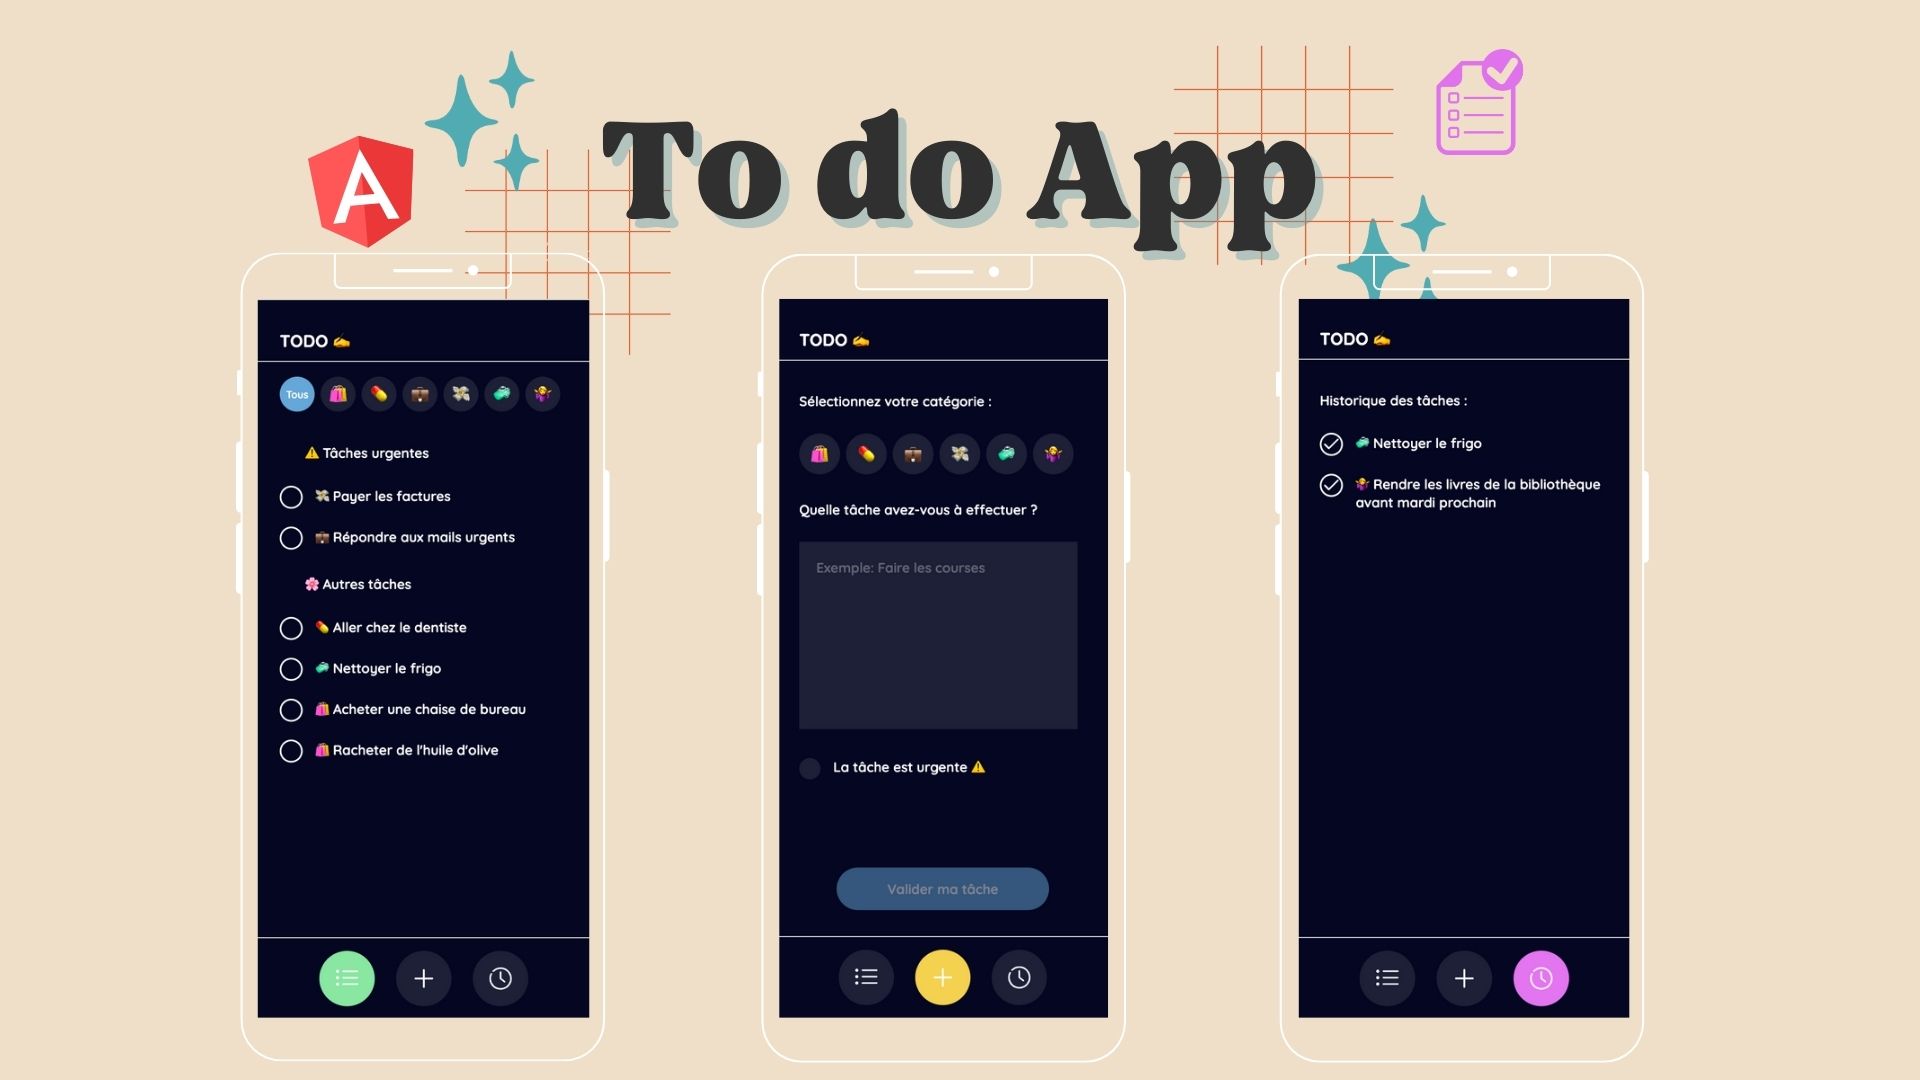 To do App
TODO ✍️
Tous
⚠️ Tâches urgentes
💸 Payer les factures
💼 Répondre aux mails urgents
🌸 Autres tâches
💊 Aller chez le dentiste
🧼 Nettoyer le frigo
🛍️ Acheter une chaise de bureau
🛍️ Racheter de l'huile d'olive
TODO ✍️
Sélectionnez votre catégorie :
Quelle tâche avez-vous à effectuer ?
Exemple: Faire les courses
La tâche est urgente ⚠️
Valider ma tâche
TODO ✍️
Historique des tâches :
🧼 Nettoyer le frigo
🤷‍♀️ Rendre les livres de la bibliothèque
avant mardi prochain